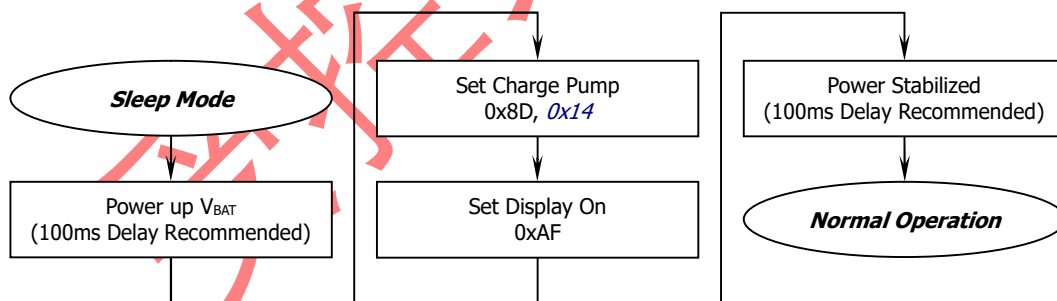 Sleep Mode
Power up VBAT
(100ms Delay Recommended)
Set Charge Pump
0x8D, 0x14
Set Display On
0xAF
Power Stabilized
(100ms Delay Recommended)
Normal Operation